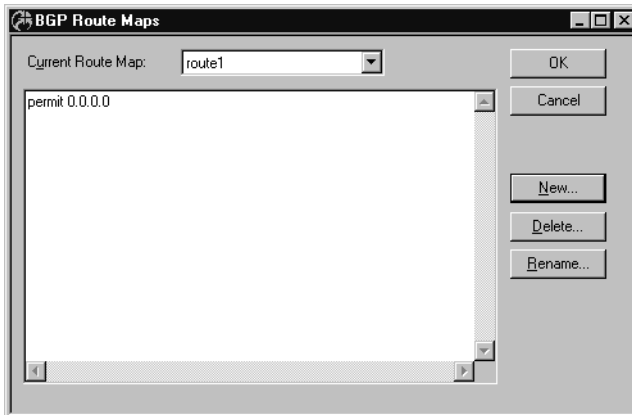 BGP Route Maps
Current Route Map:
route1
OK
permit 0.0.0.0
Cancel
New...
Delete...
Rename...